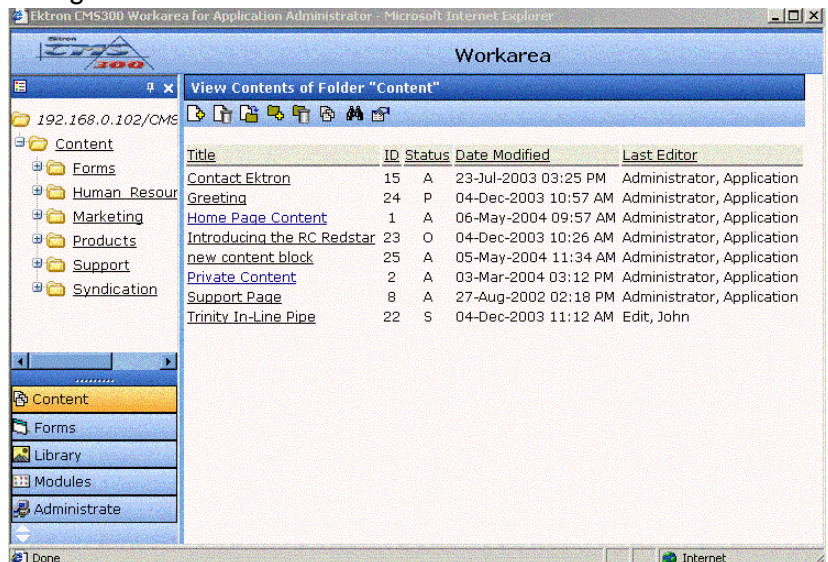 Ektron CMS300 Workarea for Application Administrator - Microsoft Internet Explorer
Ektron
CMS
300
Workarea
View Contents of Folder "Content"
192.168.0.102/CMS
Content
Forms
Human Resour
Marketing
Products
Support
Syndication
Title ID Status Date Modified Last Editor
Contact Ektron 15 A 23-Jul-2003 03:25 PM Administrator, Application
Greeting 24 P 04-Dec-2003 10:57 AM Administrator, Application
Home Page Content 1 A 06-May-2004 09:57 AM Administrator, Application
Introducing the RC Redstar 23 O 04-Dec-2003 10:26 AM Administrator, Application
new content block 25 A 05-May-2004 11:34 AM Administrator, Application
Private Content 2 A 03-Mar-2004 03:12 PM Administrator, Application
Support Page 8 A 27-Aug-2002 02:18 PM Administrator, Application
Trinity In-Line Pipe 22 S 04-Dec-2003 11:12 AM Edit, John
Content
Forms
Library
Modules
Administrate
Done
Internet